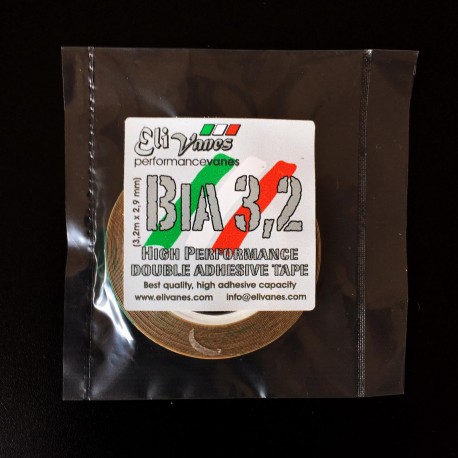 Eli Vanes
performancevanes
(3,2m x 2,9 mm)
BIA 3,2
HIGH PERFORMANCE
DOUBLE ADHESIVE TAPE
Best quality, high adhesive capacity
www.elivanes.com info@elivanes.com